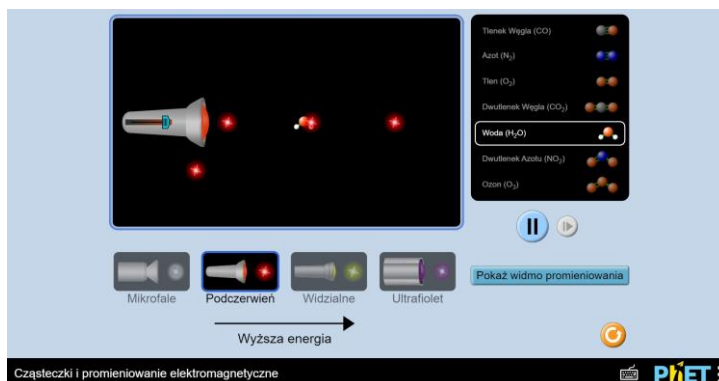 Tlenek Węgla (CO)
Azot (N₂)
Tlen (O₂)
Dwutlenek Węgla (CO₂)
Woda (H₂O)
Dwutlenek Azotu (NO₂)
Ozon (O₃)
Pokaż widmo promieniowania
Mikrofale Podczerwień Widzialne Ultrafiolet
Wyższa energia
Cząsteczki i promieniowanie elektromagnetyczne PhET